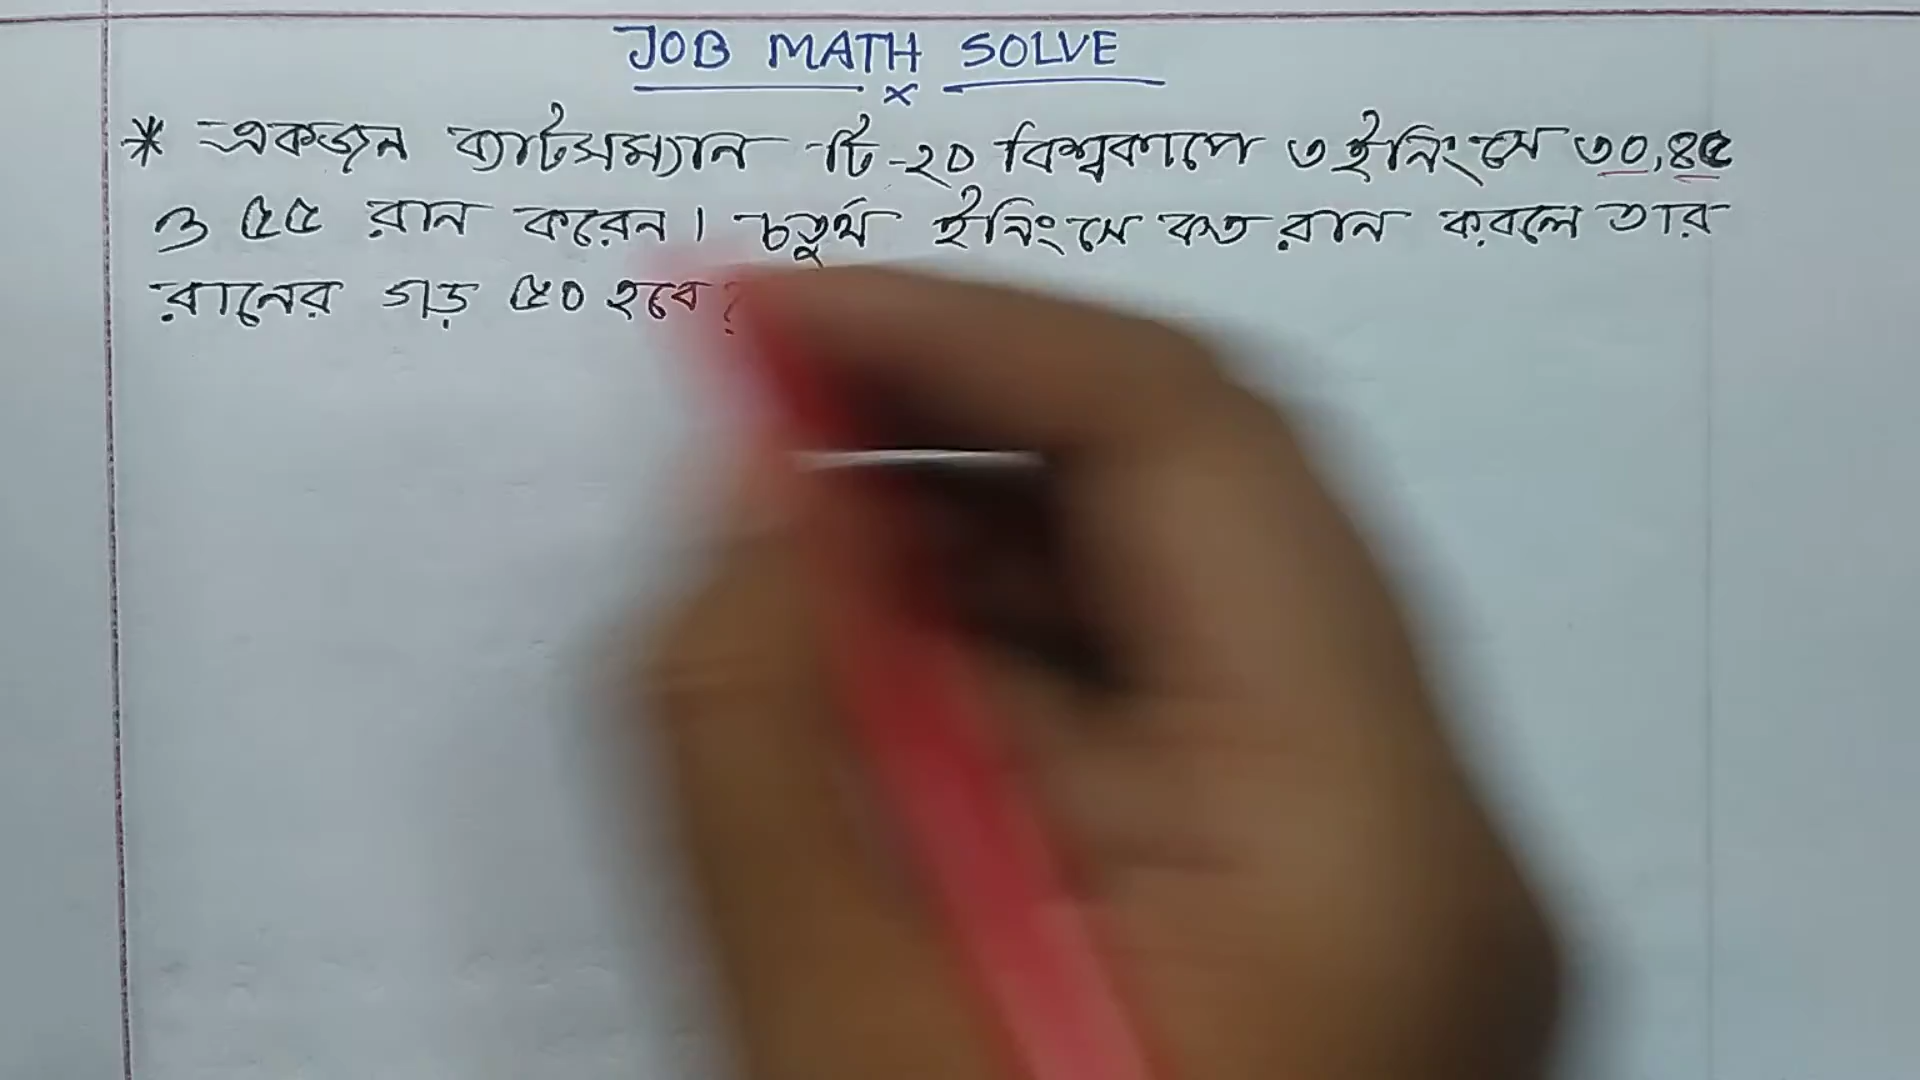 JOB MATH SOLVE
x
* একজন ব্যাটসম্যান টি-২০ বিশ্বকাপে ৩ ইনিংসে ৩০,৪৫
ও ৫৫ রান করেন। চতুর্থ ইনিংসে কত রান করলে তার
রানের গড় ৫০ হবে?